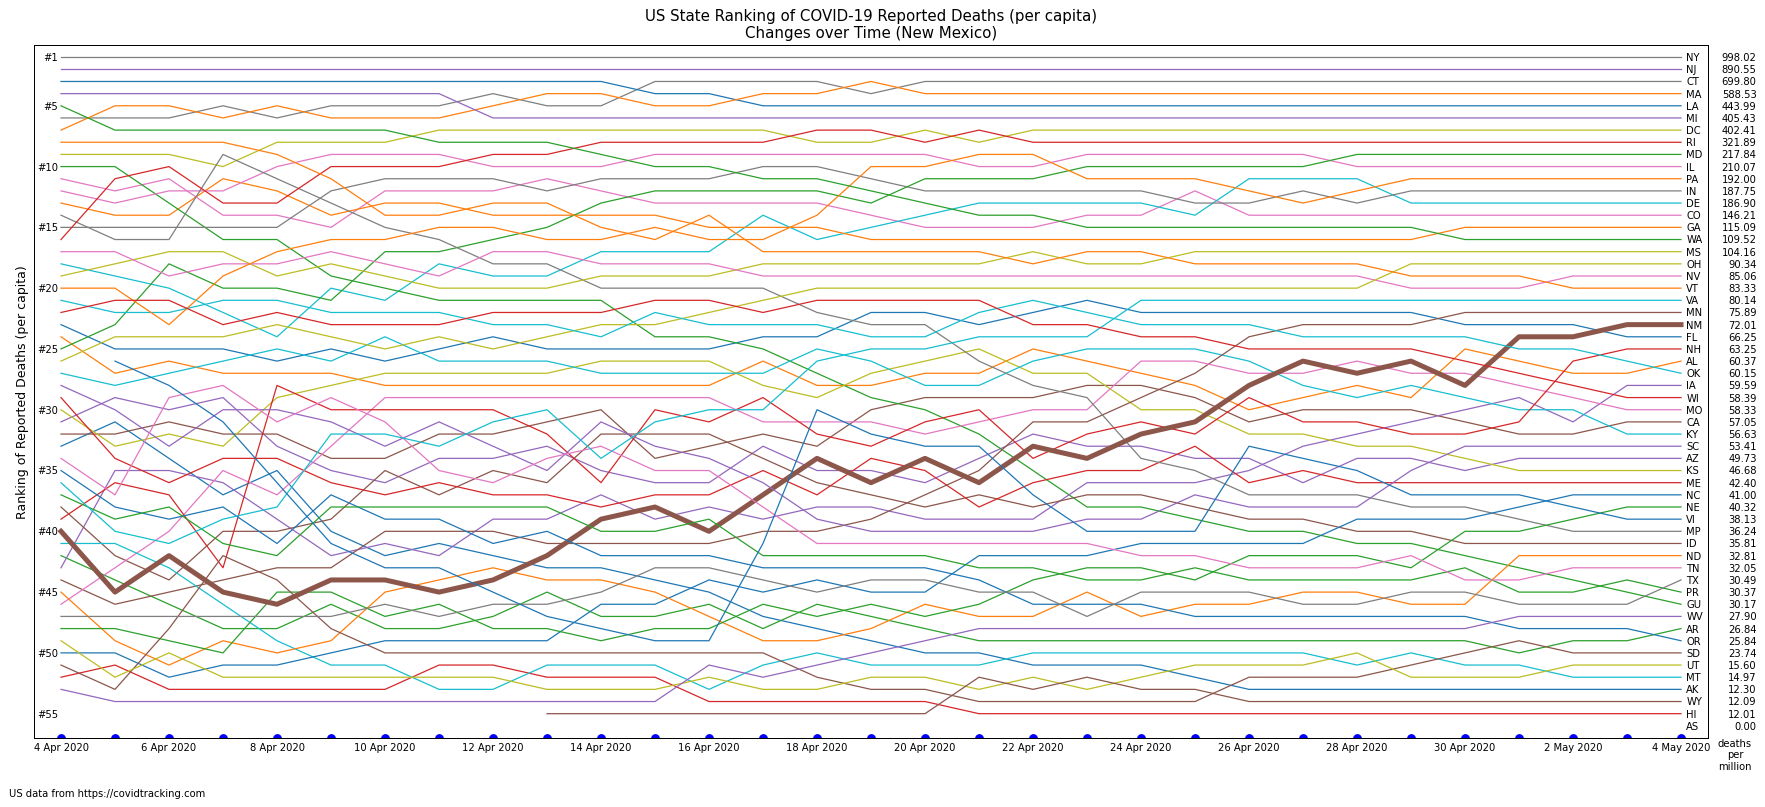 US State Ranking of COVID-19 Reported Deaths (per capita)
Changes over Time (New Mexico)
Ranking of Reported Deaths (per capita)
#1
#5
#10
#15
#20
#25
#30
#35
#40
#45
#50
#55
NY 998.02
NJ 890.55
CT 699.80
MA 588.53
LA 443.99
MI 405.43
DC 402.41
RI 321.89
MD 217.84
IL 210.07
PA 192.00
IN 187.75
DE 186.90
CO 146.21
GA 115.09
WA 109.52
MS 104.16
OH 90.34
NV 85.06
VT 83.33
VA 80.14
MN 75.89
NM 72.01
FL 66.25
NH 63.25
AL 60.37
OK 60.15
IA 59.59
WI 58.39
MO 58.33
CA 57.05
KY 56.63
SC 53.41
AZ 49.73
KS 46.68
ME 42.40
NC 41.00
NE 40.32
VI 38.13
MP 36.24
ID 35.81
ND 32.81
TN 32.05
TX 30.49
PR 30.37
GU 30.17
WV 27.90
AR 26.84
OR 25.84
SD 23.74
UT 15.60
MT 14.97
AK 12.30
WY 12.09
HI 12.01
AS 0.00
4 Apr 2020 6 Apr 2020 8 Apr 2020 10 Apr 2020 12 Apr 2020 14 Apr 2020 16 Apr 2020 18 Apr 2020 20 Apr 2020 22 Apr 2020 24 Apr 2020 26 Apr 2020 28 Apr 2020 30 Apr 2020 2 May 2020 4 May 2020
deaths
per
million
US data from https://covidtracking.com